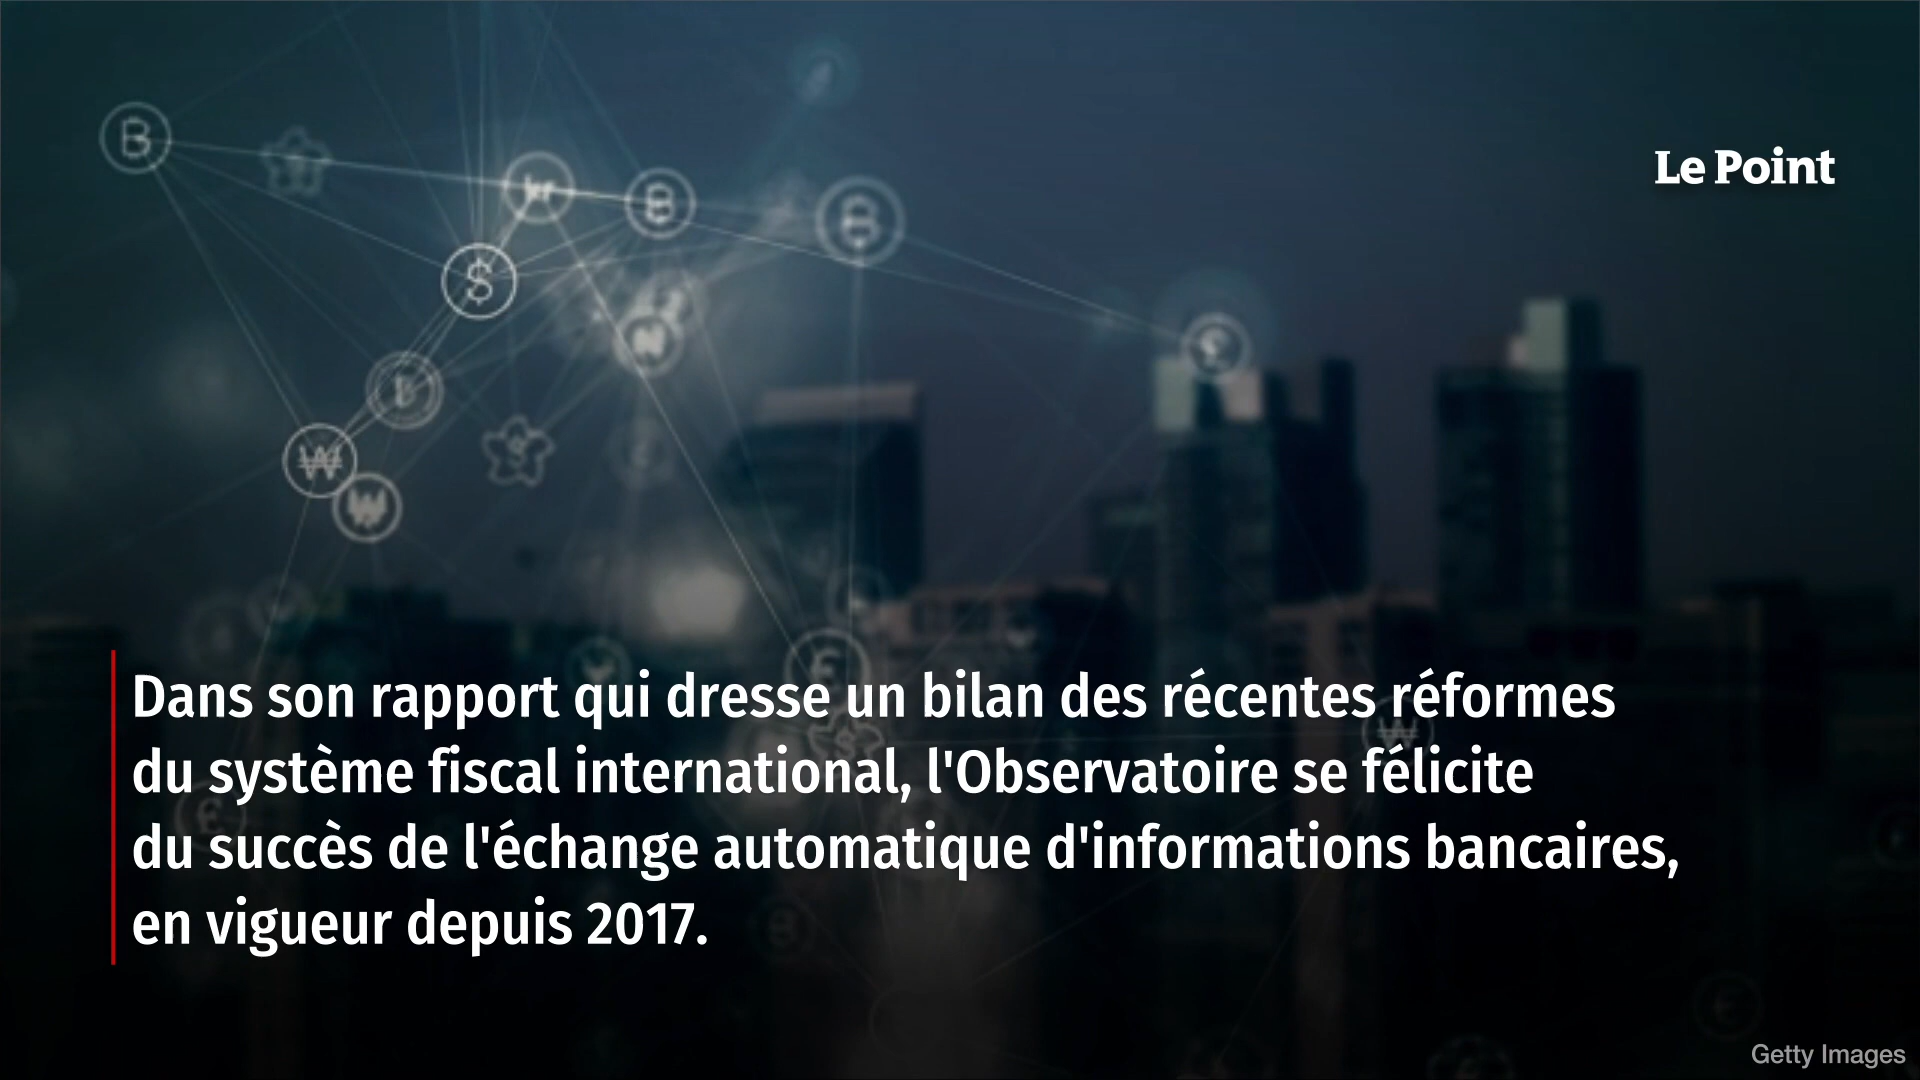 Le Point
Dans son rapport qui dresse un bilan des récentes réformes
du système fiscal international, l'Observatoire se félicite
du succès de l'échange automatique d'informations bancaires,
en vigueur depuis 2017.
Getty Images